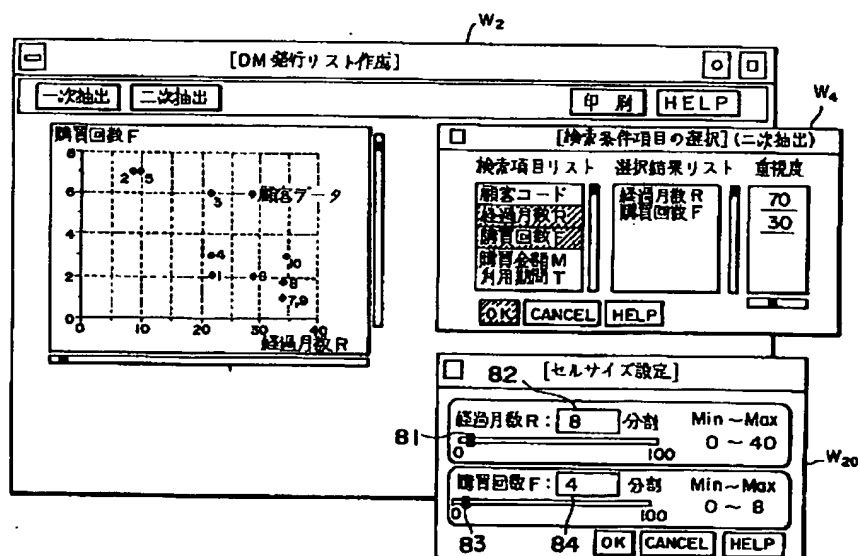 W2
[DM発行リスト作成]
一次抽出 二次抽出 印刷 HELP
購買回数F
8
6
4
2
0
2 5
3
顧客データ
4
10
1
6
8
7,9
0 10 20 30 40
経過月数R
W4
[検索条件項目の選択](二次抽出)
検索項目リスト 選択結果リスト 重視度
顧客コード
経過月数R
購買回数F
購買金額M
利用期間T
経過月数R
購買回数F
70
30
OK CANCEL HELP
82 [セルサイズ設定]
経過月数R: 8 分割 Min~Max
81
0 100 0~40
W20
購買回数F: 4 分割 Min~Max
0 100 0~8
83 84 OK CANCEL HELP